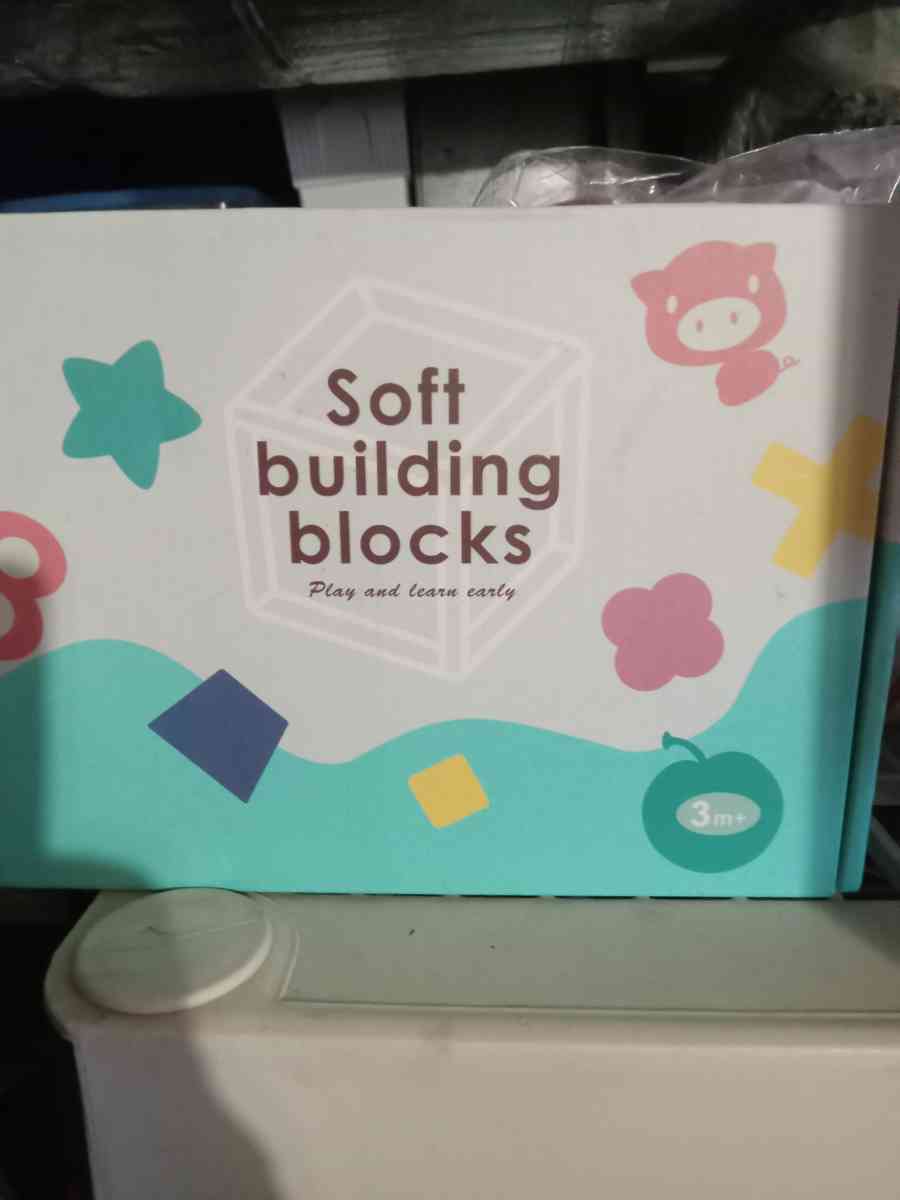 Soft
building
blocks
Play and learn early
3m+